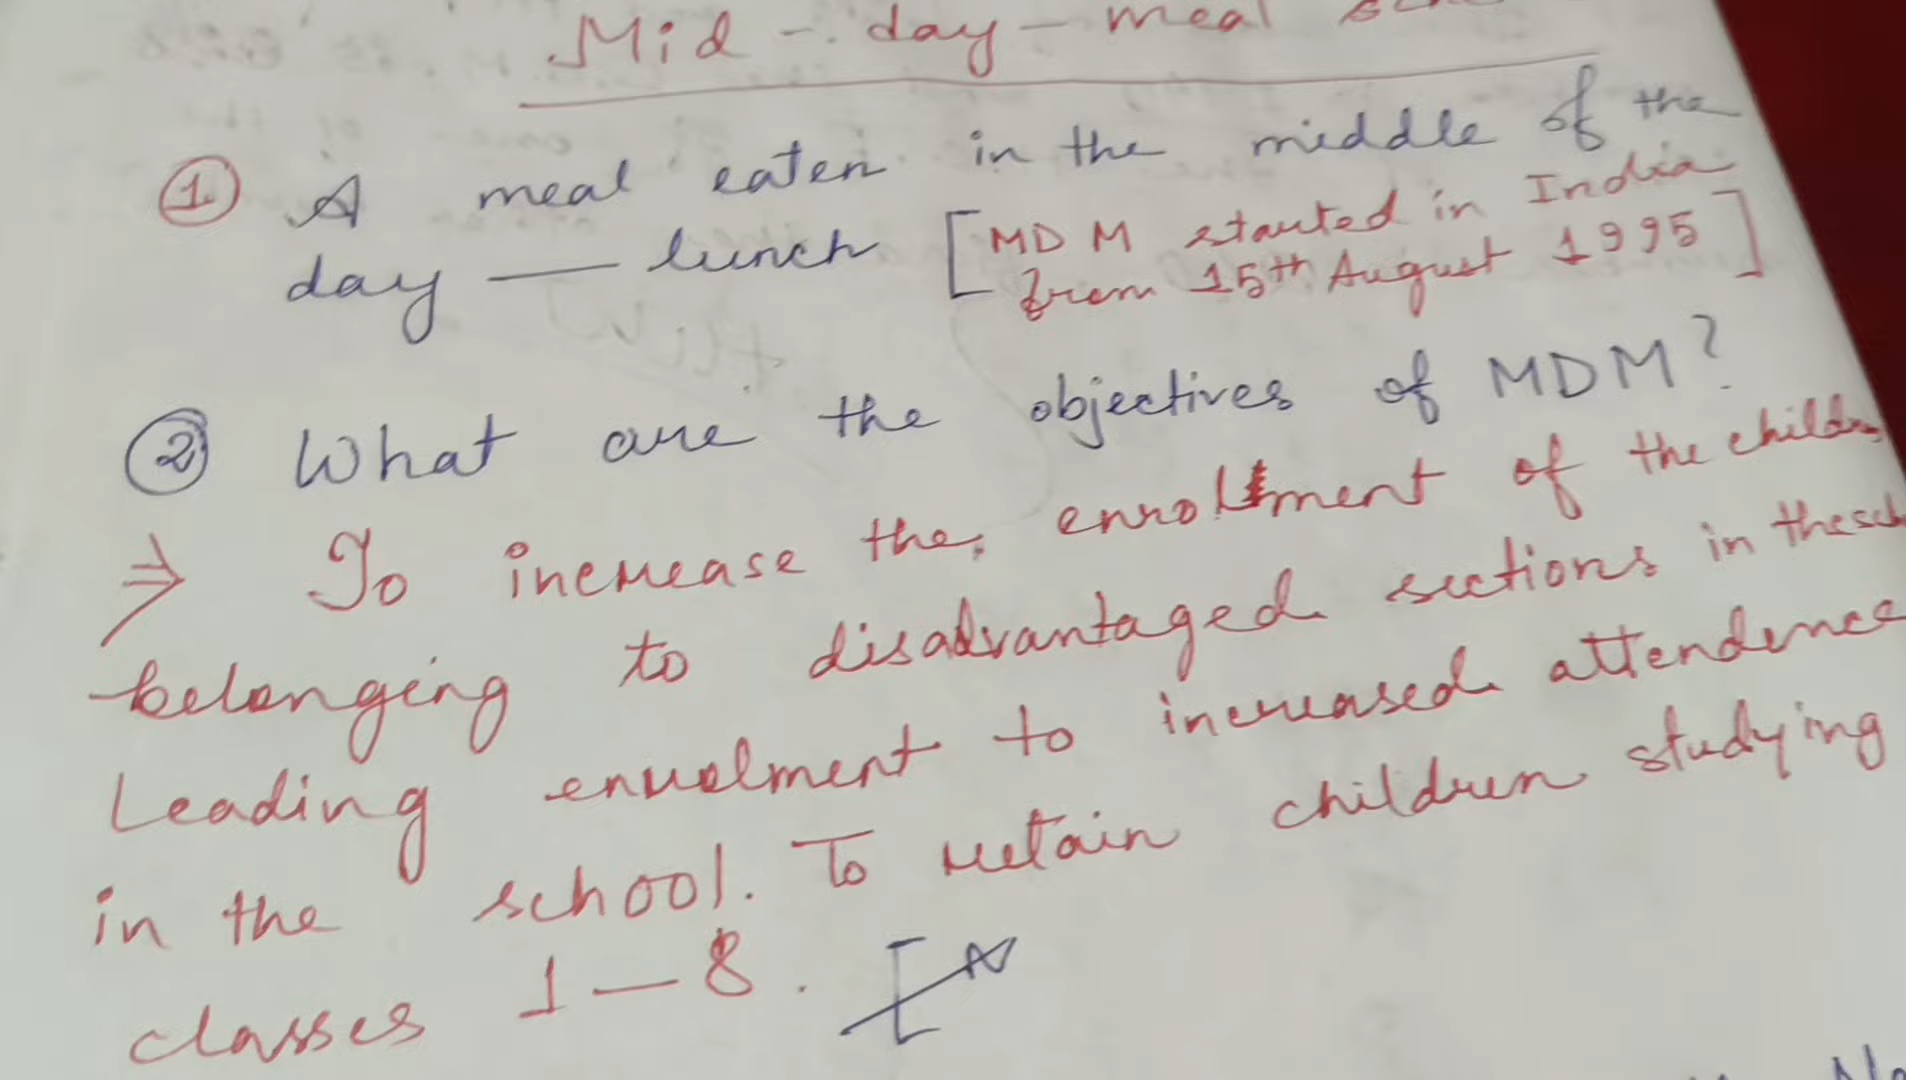 Mid - day - meal
① A meal eaten in the middle of the
day — lunch [MDM started in India
from 15th August 1995]
② What are the objectives of MDM?
⇒ To increase the enrolment of the
belonging to disadvantaged sections in the
Leading enrolment to increased attendence
in the school. To retain children studying
classes 1 — 8.